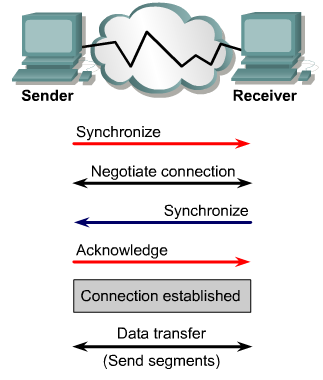 Sender
Receiver
Synchronize
Negotiate connection
Synchronize
Acknowledge
Connection established
Data transfer
(Send segments)